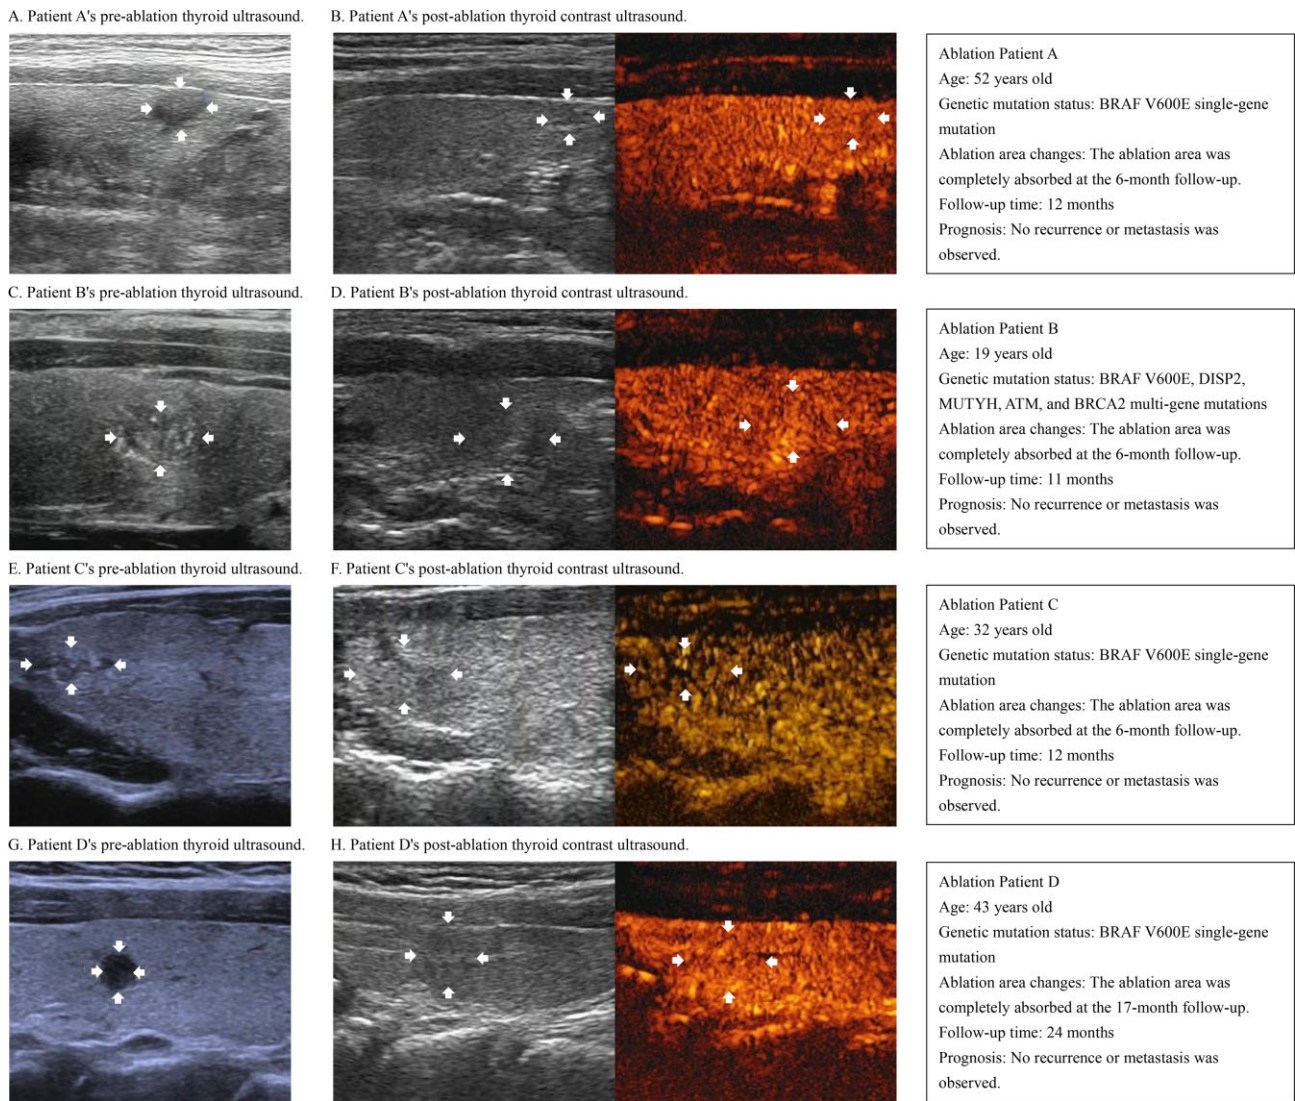 A. Patient A's pre-ablation thyroid ultrasound.
B. Patient A's post-ablation thyroid contrast ultrasound.
Ablation Patient A
Age: 52 years old
Genetic mutation status: BRAF V600E single-gene
mutation
Ablation area changes: The ablation area was
completely absorbed at the 6-month follow-up.
Follow-up time: 12 months
Prognosis: No recurrence or metastasis was
observed.
C. Patient B's pre-ablation thyroid ultrasound.
D. Patient B's post-ablation thyroid contrast ultrasound.
Ablation Patient B
Age: 19 years old
Genetic mutation status: BRAF V600E, DISP2,
MUTYH, ATM, and BRCA2 multi-gene mutations
Ablation area changes: The ablation area was
completely absorbed at the 6-month follow-up.
Follow-up time: 11 months
Prognosis: No recurrence or metastasis was
observed.
E. Patient C's pre-ablation thyroid ultrasound.
F. Patient C's post-ablation thyroid contrast ultrasound.
Ablation Patient C
Age: 32 years old
Genetic mutation status: BRAF V600E single-gene
mutation
Ablation area changes: The ablation area was
completely absorbed at the 6-month follow-up.
Follow-up time: 12 months
Prognosis: No recurrence or metastasis was
observed.
G. Patient D's pre-ablation thyroid ultrasound.
H. Patient D's post-ablation thyroid contrast ultrasound.
Ablation Patient D
Age: 43 years old
Genetic mutation status: BRAF V600E single-gene
mutation
Ablation area changes: The ablation area was
completely absorbed at the 17-month follow-up.
Follow-up time: 24 months
Prognosis: No recurrence or metastasis was
observed.